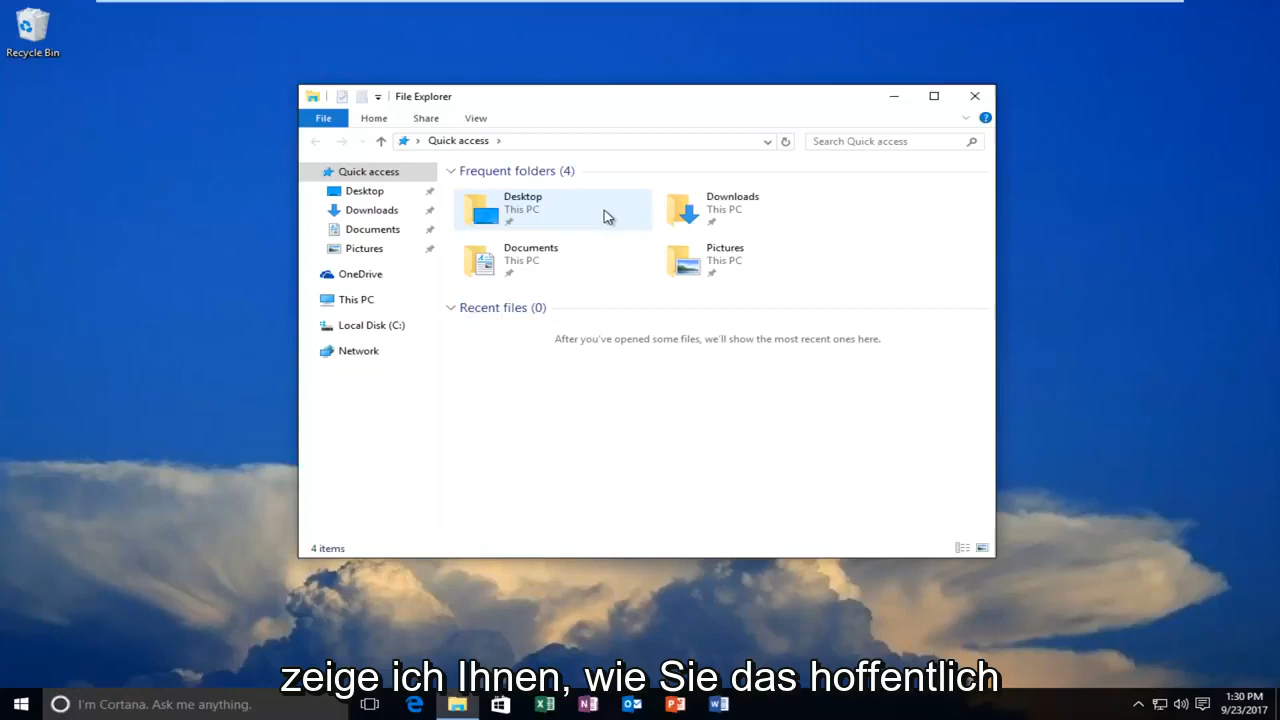 Recycle Bin
File Explorer
File Home Share View
Quick access
Search Quick access
Quick access
Desktop
Downloads
Documents
Pictures
OneDrive
This PC
Local Disk (C:)
Network
Frequent folders (4)
Desktop
This PC
Downloads
This PC
Documents
This PC
Pictures
This PC
Recent files (0)
After you've opened some files, we'll show the most recent ones here.
4 items
zeige ich Ihnen, wie Sie das hoffentlich
I'm Cortana. Ask me anything.
1:30 PM
9/23/2017